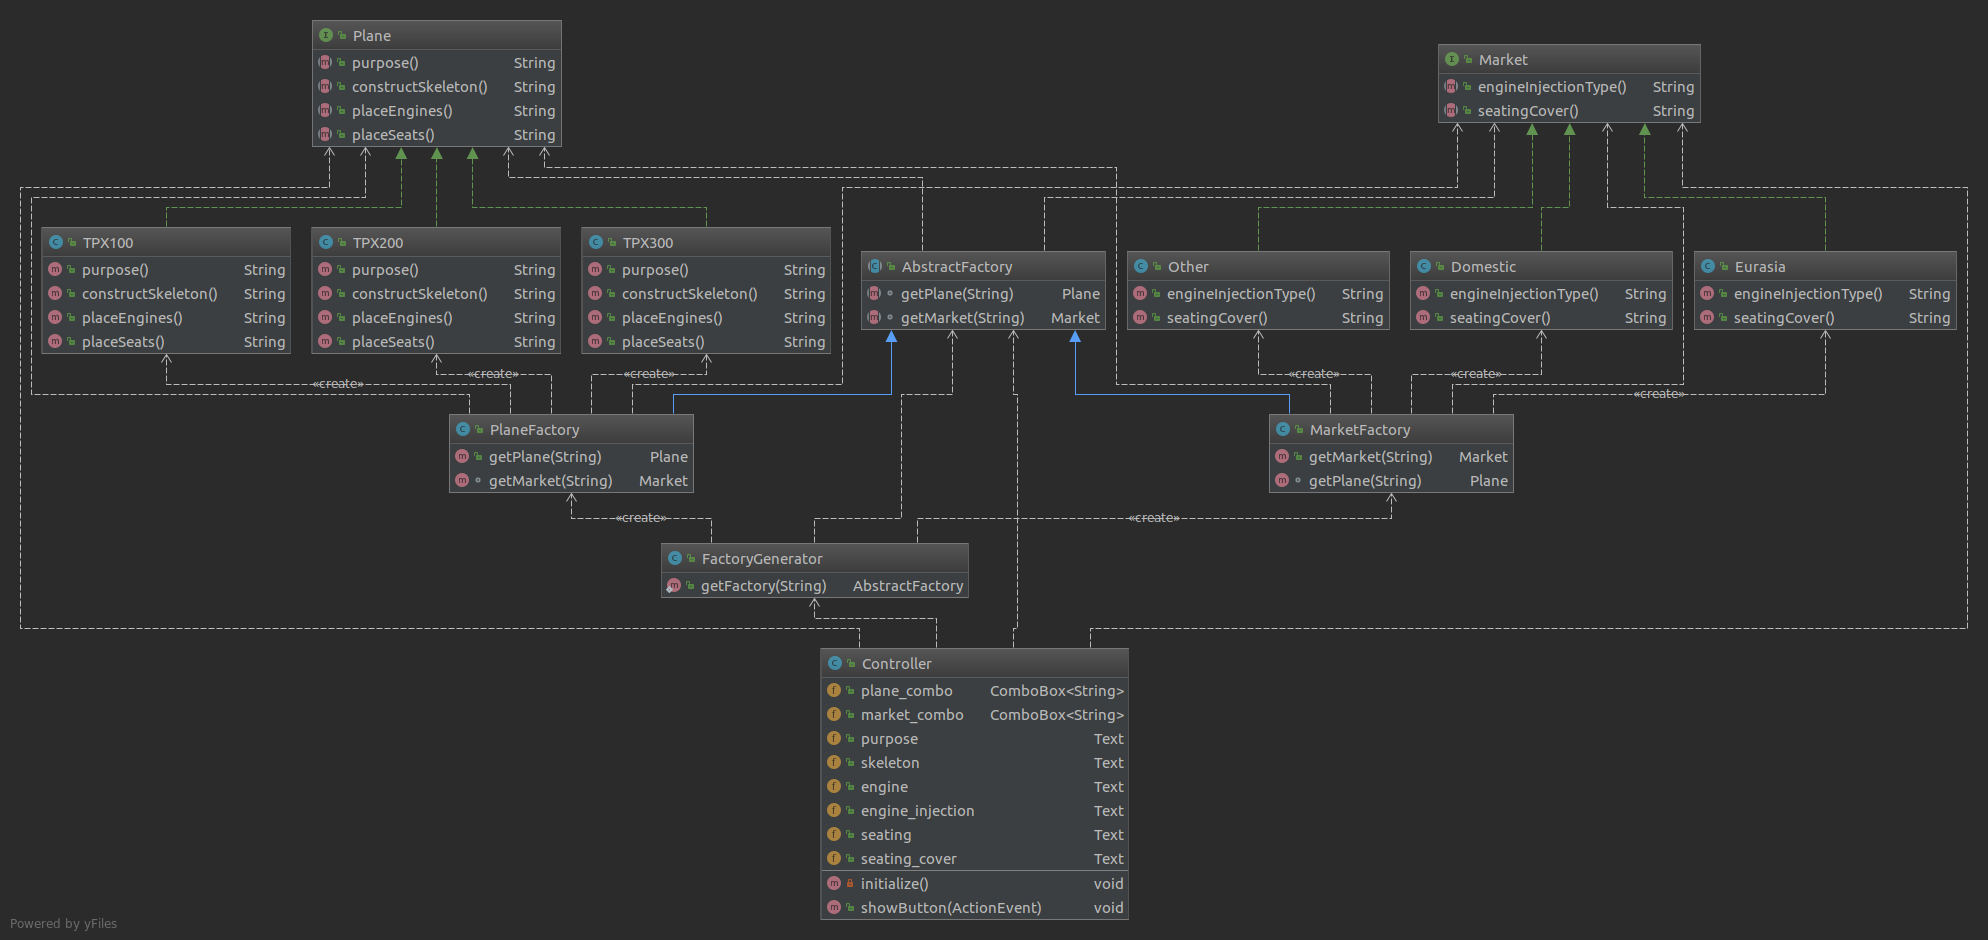 Plane
purpose() String
constructSkeleton() String
placeEngines() String
placeSeats() String
Market
engineInjectionType() String
seatingCover() String
TPX100
purpose() String
constructSkeleton() String
placeEngines() String
placeSeats() String
TPX200
purpose() String
constructSkeleton() String
placeEngines() String
placeSeats() String
TPX300
purpose() String
constructSkeleton() String
placeEngines() String
placeSeats() String
AbstractFactory
getPlane(String) Plane
getMarket(String) Market
Other
engineInjectionType() String
seatingCover() String
Domestic
engineInjectionType() String
seatingCover() String
Eurasia
engineInjectionType() String
seatingCover() String
«create»
«create»
«create»
«create»
«create»
«create»
PlaneFactory
getPlane(String) Plane
getMarket(String) Market
MarketFactory
getMarket(String) Market
getPlane(String) Plane
«create»
«create»
FactoryGenerator
getFactory(String) AbstractFactory
Controller
plane_combo ComboBox<String>
market_combo ComboBox<String>
purpose Text
skeleton Text
engine Text
engine_injection Text
seating Text
seating_cover Text
initialize() void
showButton(ActionEvent) void
Powered by yFiles